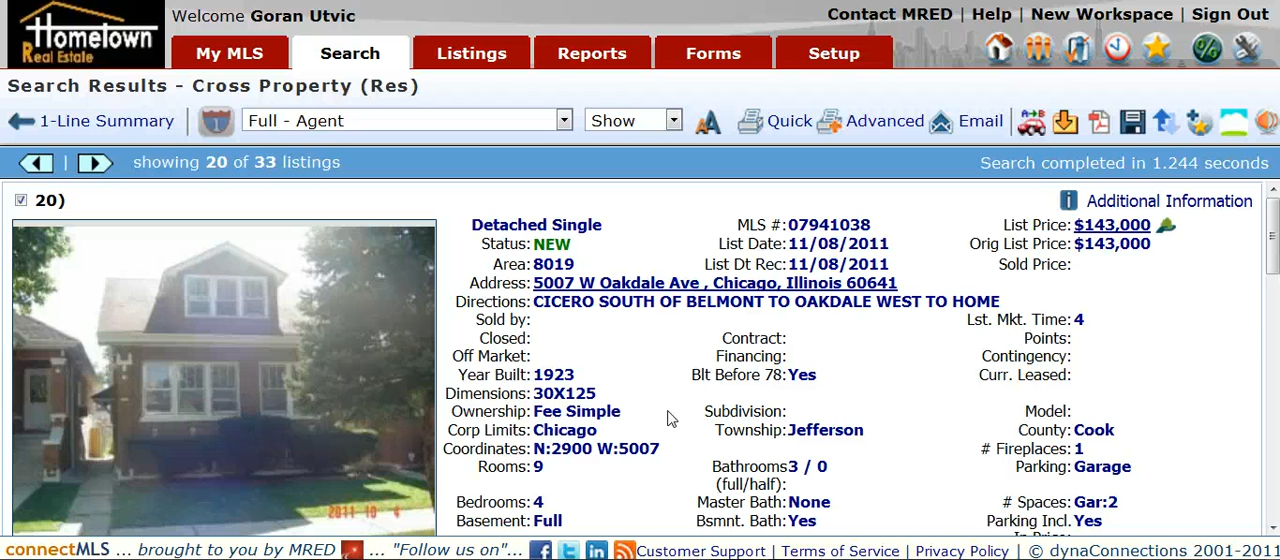 Hometown
Real Estate
Welcome Goran Utvic
Contact MRED | Help | New Workspace | Sign Out
My MLS
Search
Listings
Reports
Forms
Setup
Search Results - Cross Property (Res)
1-Line Summary
Full - Agent
Show
Quick
Advanced
Email
showing 20 of 33 listings
Search completed in 1.244 seconds
20)
Additional Information
Detached Single MLS #: 07941038 List Price: $143,000
Status: NEW List Date: 11/08/2011 Orig List Price: $143,000
Area: 8019 List Dt Rec: 11/08/2011 Sold Price:
Address: 5007 W Oakdale Ave , Chicago, Illinois 60641
Directions: CICERO SOUTH OF BELMONT TO OAKDALE WEST TO HOME
Sold by: Lst. Mkt. Time: 4
Closed: Contract: Points:
Off Market: Financing: Contingency:
Year Built: 1923 Blt Before 78: Yes Curr. Leased:
Dimensions: 30X125
Ownership: Fee Simple Subdivision: Model:
Corp Limits: Chicago Township: Jefferson County: Cook
Coordinates: N:2900 W:5007 # Fireplaces: 1
Rooms: 9 Bathrooms 3 / 0 Parking: Garage
(full/half):
Bedrooms: 4 Master Bath: None # Spaces: Gar:2
Basement: Full Bsmnt. Bath: Yes Parking Incl. Yes
2011 10 4
connectMLS ... brought to you by MRED ... "Follow us on"... Customer Support | Terms of Service | Privacy Policy | © dynaConnections 2001-2011